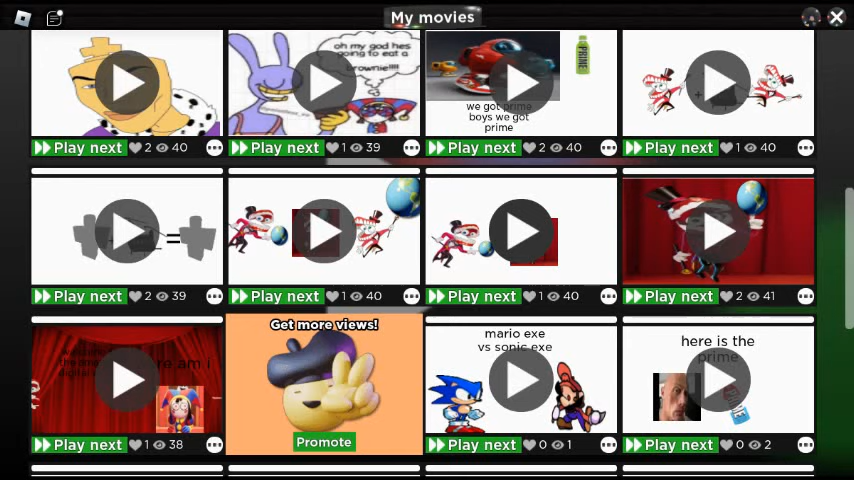 My movies
oh my god hes
going to eat a
brownie!!!!
PRIME
we got prime
boys we got
prime
+
Play next 2 40
Play next 1 39
Play next 2 40
Play next 1 40
=
Play next 2 39
Play next 1 40
Play next 1 40
Play next 2 41
digital
am i
Play next 1 38
Get more views!
Promote
mario exe
vs sonic exe
Play next 0 1
here is the
prime
Play next 0 2